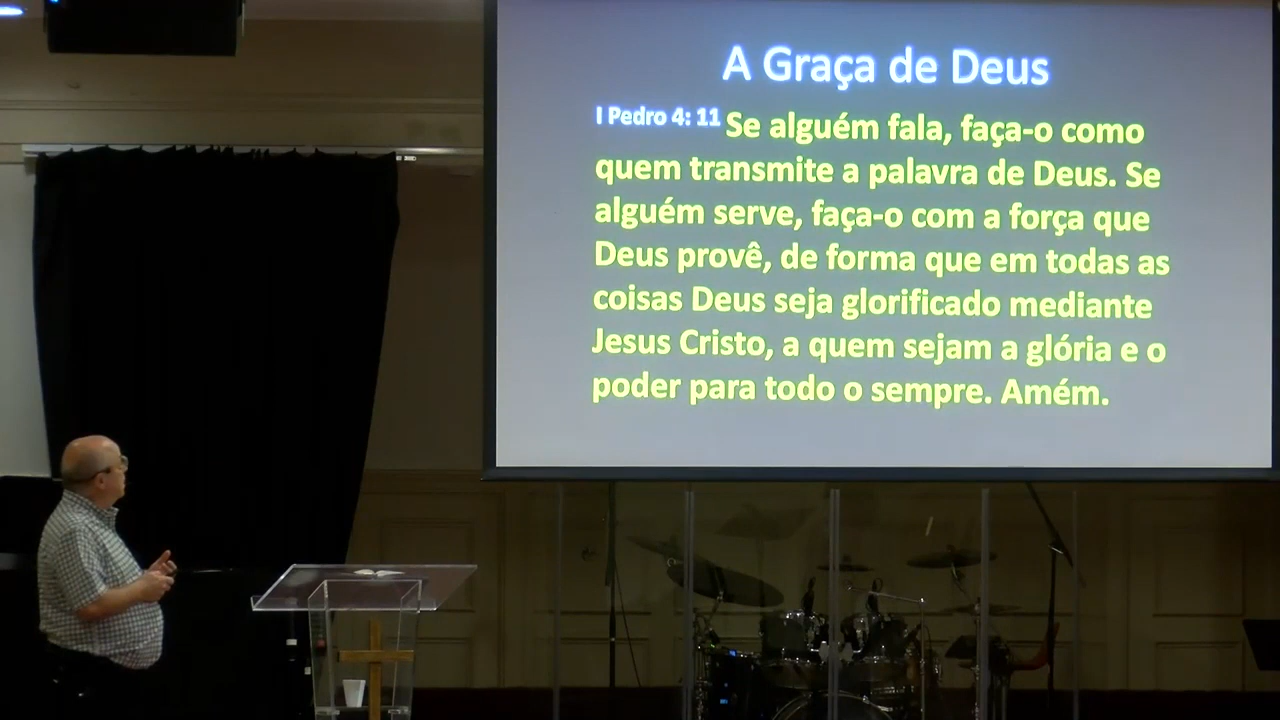 A Graça de Deus
I Pedro 4: 11 Se alguém fala, faça-o como
quem transmite a palavra de Deus. Se
alguém serve, faça-o com a força que
Deus provê, de forma que em todas as
coisas Deus seja glorificado mediante
Jesus Cristo, a quem sejam a glória e o
poder para todo o sempre. Amém.